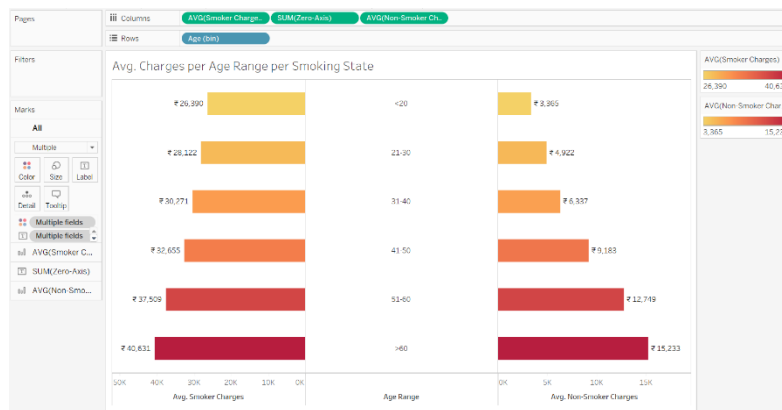 Pages
Columns
AVG(Smoker Charge..
SUM(Zero-Axis)
AVG(Non-Smoker Ch..
Rows
Age (bin)
Filters
Marks
All
Multiple
Color
Size
Label
Detail
Tooltip
Multiple fields
Multiple fields
AVG(Smoker C...
SUM(Zero-Axis)
AVG(Non-Smo...
Avg. Charges per Age Range per Smoking State
₹ 26,390 <20 ₹ 3,365
₹ 28,122 21-30 ₹ 4,922
₹ 30,271 31-40 ₹ 6,337
₹ 32,655 41-50 ₹ 9,183
₹ 37,509 51-60 ₹ 12,749
₹ 40,631 >60 ₹ 15,233
50K 40K 30K 20K 10K 0K 0K 5K 10K 15K
Avg. Smoker Charges Age Range Avg. Non-Smoker Charges
AVG(Smoker Charges)
26,390 40,63
AVG(Non-Smoker Char
3,365 15,23